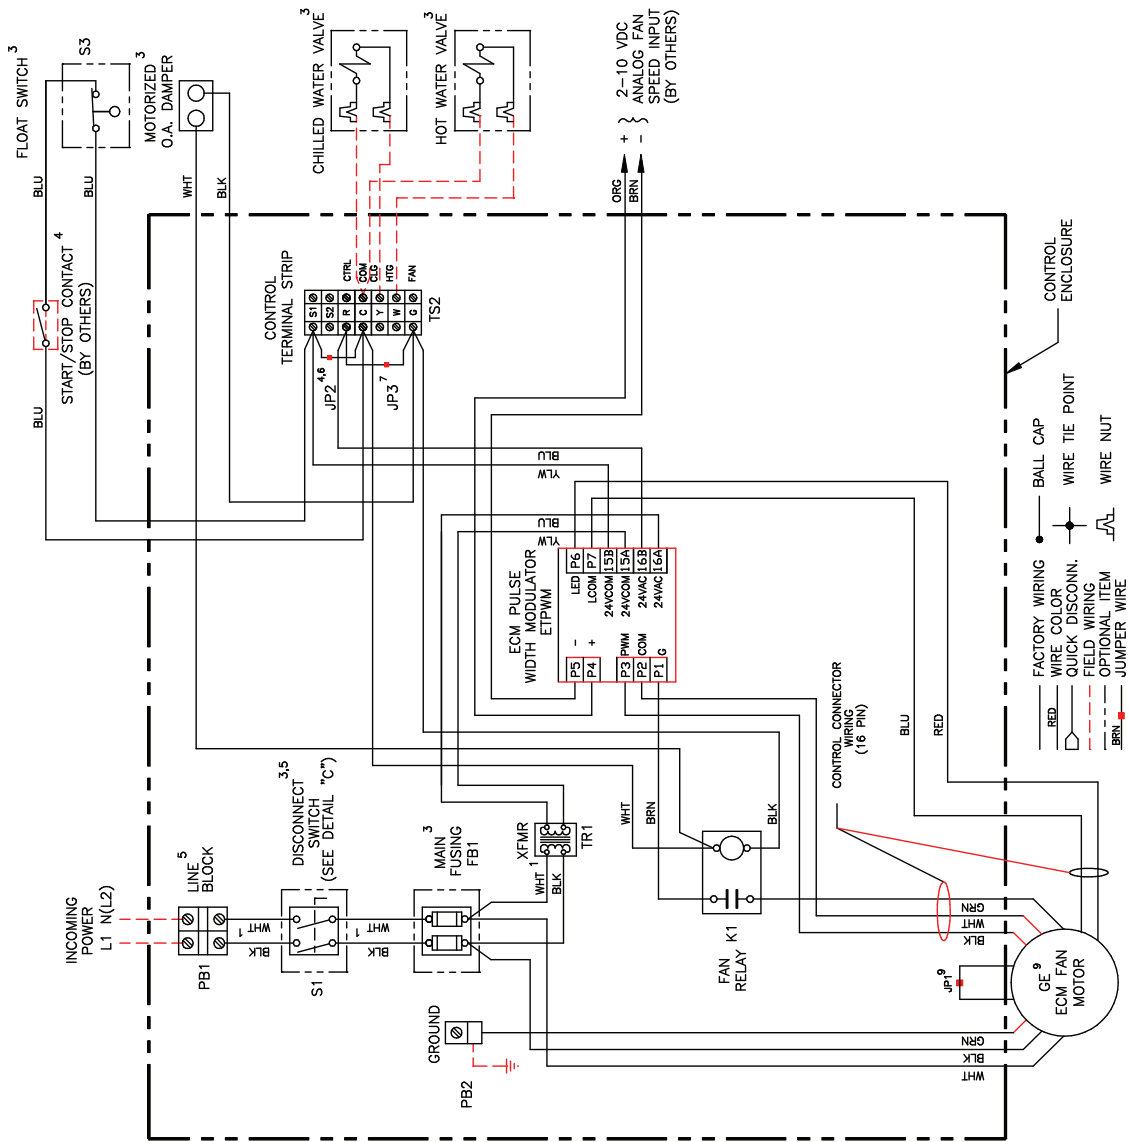 FLOAT SWITCH 3
S3
MOTORIZED 3
O.A. DAMPER
CHILLED WATER VALVE 3
HOT WATER VALVE 3
2-10 VDC
ANALOG FAN
SPEED INPUT
(BY OTHERS)
+
-
BLU
BLU
WHT
BLK
ORG
BRN
START/STOP CONTACT 4
(BY OTHERS)
BLU
CONTROL
TERMINAL STRIP
CTRL
COM
CLG
HTG
FAN
S1
S2
R
C
Y
W
G
TS2
JP2 4,6
JP3 7
CONTROL
ENCLOSURE
BLU
YLW
BLU
YLW
ECM PULSE
WIDTH MODULATOR
ETPWM
LED P6
LCOM P7
24VCOM 15B
24VCOM 15A
24VAC 16B
24VAC 16A
P5 -
P4 +
P3 PWM
P2 COM
P1 G
CONTROL CONNECTOR
WIRING
(16 PIN)
BLU
RED
INCOMING
POWER
L1 N(L2)
LINE 5
BLOCK
PB1
WHT 1
BLK
DISCONNECT 3,5
SWITCH
(SEE DETAIL "C")
S1
WHT 1
BLK
MAIN 3
FUSING
FB1
XFMR
TR1
WHT 1
BLK
WHT
BRN
BLK
FAN
RELAY K1
GROUND
PB2
GRN
WHT
BLK
JP1 9
GE 9
ECM FAN
MOTOR
GRN
BLK
WHT
FACTORY WIRING
RED WIRE COLOR
QUICK DISCONN.
FIELD WIRING
OPTIONAL ITEM
BRN JUMPER WIRE
BALL CAP
WIRE TIE POINT
WIRE NUT